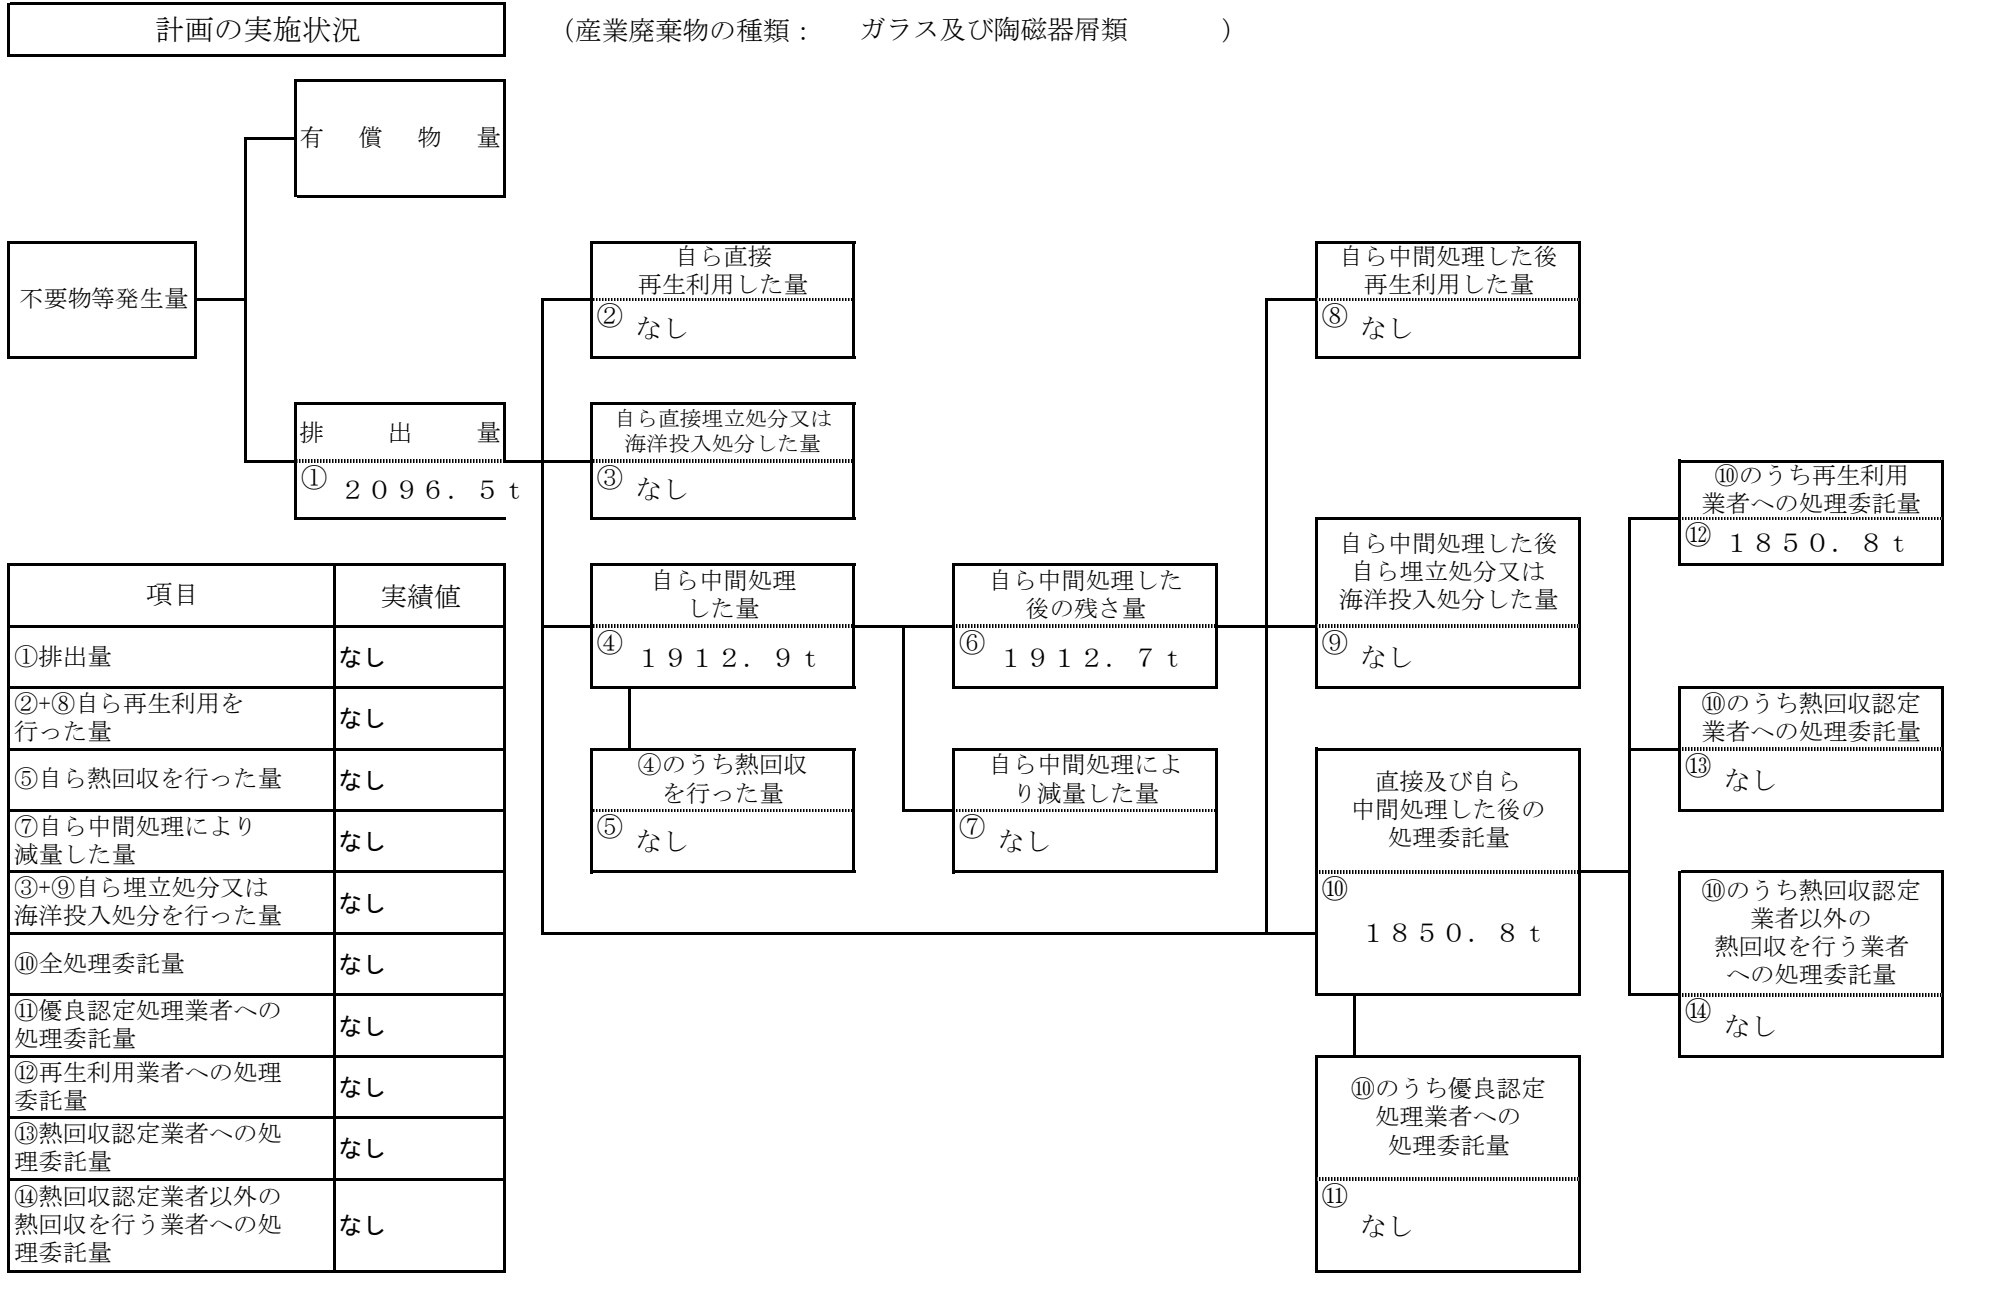 計画の実施状況
（産業廃棄物の種類：　ガラス及び陶磁器屑類　）
有　償　物　量
不要物等発生量
排　出　量
① ２０９６．５ｔ
自ら直接
再生利用した量
② なし
自ら直接埋立処分又は
海洋投入処分した量
③ なし
自ら中間処理
した量
④ １９１２．９ｔ
④のうち熱回収
を行った量
⑤ なし
自ら中間処理した
後の残さ量
⑥ １９１２．７ｔ
自ら中間処理によ
り減量した量
⑦ なし
自ら中間処理した後
再生利用した量
⑧ なし
自ら中間処理した後
自ら埋立処分又は
海洋投入処分した量
⑨ なし
直接及び自ら
中間処理した後の
処理委託量
⑩
１８５０．８ｔ
⑩のうち優良認定
処理業者への
処理委託量
⑪
なし
⑩のうち再生利用
業者への処理委託量
⑫ １８５０．８ｔ
⑩のうち熱回収認定
業者への処理委託量
⑬ なし
⑩のうち熱回収認定
業者以外の
熱回収を行う業者
への処理委託量
⑭ なし
項目　実績値
①排出量　なし
②+⑧自ら再生利用を
行った量　なし
⑤自ら熱回収を行った量　なし
⑦自ら中間処理により
減量した量　なし
③+⑨自ら埋立処分又は
海洋投入処分を行った量　なし
⑩全処理委託量　なし
⑪優良認定処理業者への
処理委託量　なし
⑫再生利用業者への処理
委託量　なし
⑬熱回収認定業者への処
理委託量　なし
⑭熱回収認定業者以外の
熱回収を行う業者への処
理委託量　なし